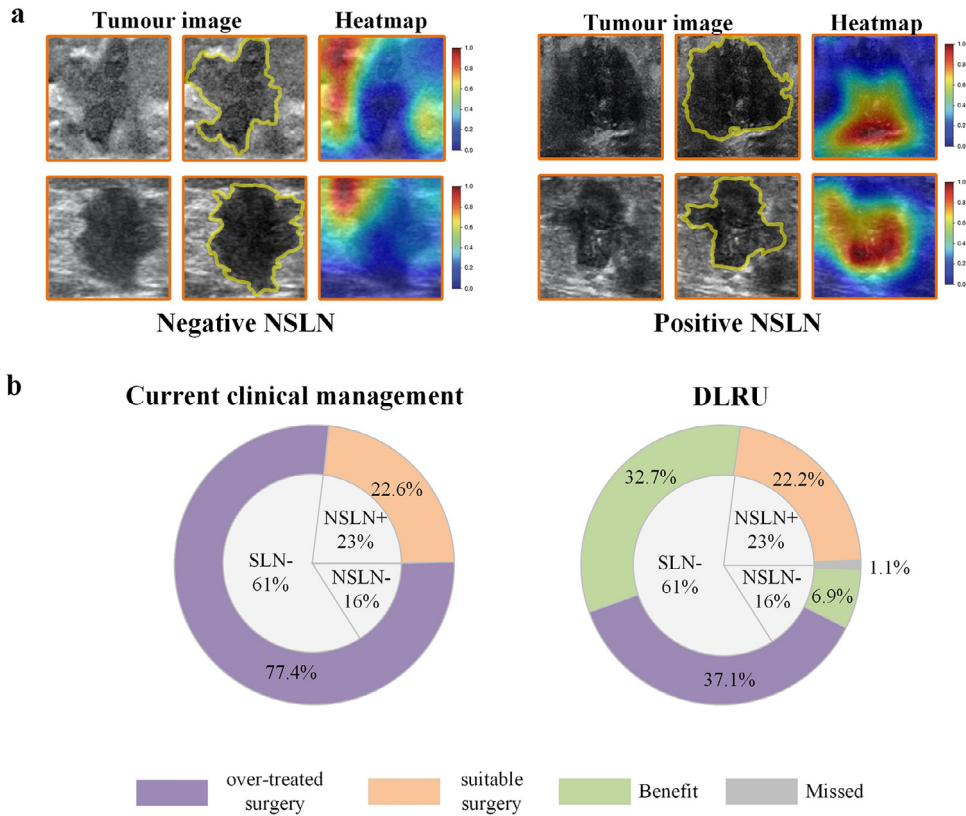 a
Tumour image Heatmap Tumour image Heatmap
1.0 1.0
0.8 0.8
0.6 0.6
0.4 0.4
0.2 0.2
0.0 0.0
1.0 1.0
0.8 0.8
0.6 0.6
0.4 0.4
0.2 0.2
0.0 0.0
Negative NSLN Positive NSLN
b
Current clinical management
22.6%
NSLN+
23%
SLN-
61%
NSLN-
16%
77.4%
DLRU
32.7%
22.2%
NSLN+
23%
SLN-
61%
NSLN-
16%
1.1%
6.9%
37.1%
over-treated
surgery
suitable
surgery
Benefit
Missed